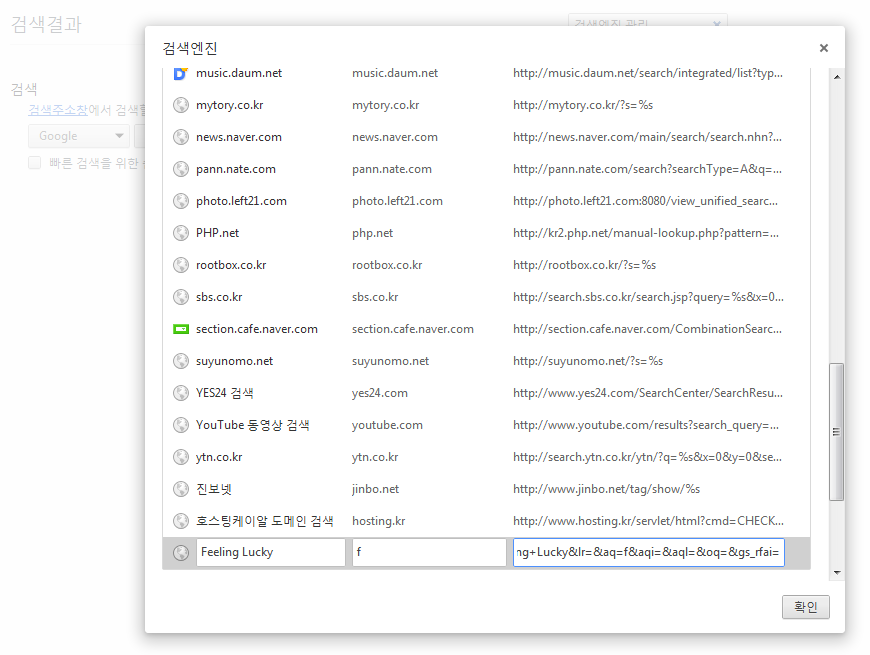 검색결과
검색엔진 관리
검색엔진
music.daum.net music.daum.net http://music.daum.net/search/integrated/list?typ...
검색
mytory.co.kr mytory.co.kr http://mytory.co.kr/?s=%s
검색주소창에서 검색할
Google
news.naver.com news.naver.com http://news.naver.com/main/search/search.nhn?...
빠른 검색을 위한
pann.nate.com pann.nate.com http://pann.nate.com/search?searchType=A&q=...
photo.left21.com photo.left21.com http://photo.left21.com:8080/view_unified_searc...
PHP.net php.net http://kr2.php.net/manual-lookup.php?pattern=...
rootbox.co.kr rootbox.co.kr http://rootbox.co.kr/?s=%s
sbs.co.kr sbs.co.kr http://search.sbs.co.kr/search.jsp?query=%s&x=0...
section.cafe.naver.com section.cafe.naver.com http://section.cafe.naver.com/CombinationSearc...
suyunomo.net suyunomo.net http://suyunomo.net/?s=%s
YES24 검색 yes24.com http://www.yes24.com/SearchCenter/SearchResu...
YouTube 동영상 검색 youtube.com http://www.youtube.com/results?search_query=...
ytn.co.kr ytn.co.kr http://search.ytn.co.kr/ytn/?q=%s&x=0&y=0&se...
진보넷 jinbo.net http://www.jinbo.net/tag/show/%s
호스팅케이알 도메인 검색 hosting.kr http://www.hosting.kr/servlet/html?cmd=CHECK...
Feeling Lucky f ng+Lucky&lr=&aq=f&aqi=&aql=&oq=&gs_rfai=
확인